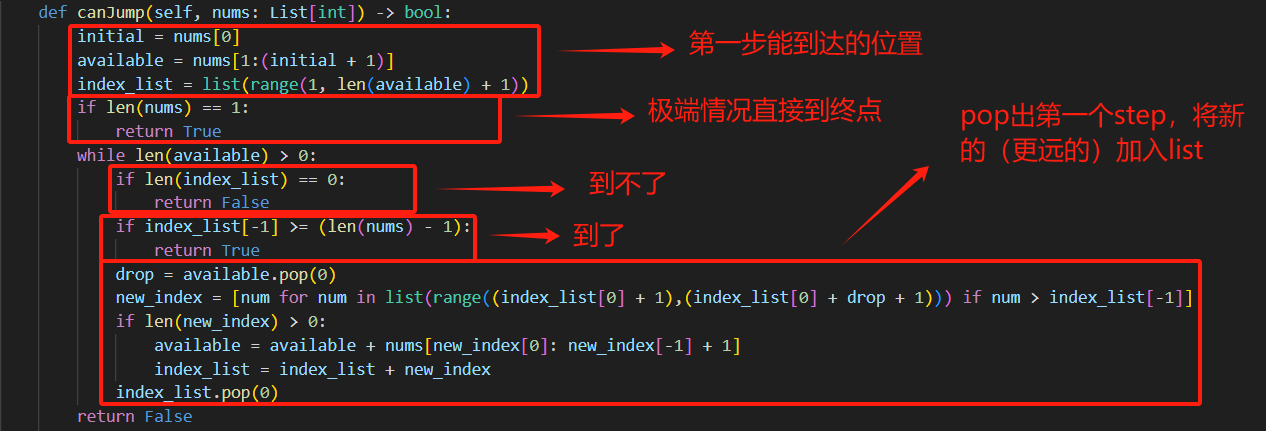 def canJump(self, nums: List[int]) -> bool:
initial = nums[0]
available = nums[1:(initial + 1)]
index_list = list(range(1, len(available) + 1))
第一步能到达的位置
if len(nums) == 1:
return True
极端情况直接到终点
while len(available) > 0:
if len(index_list) == 0:
return False
到不了
if index_list[-1] >= (len(nums) - 1):
return True
到了
pop出第一个step，将新
的（更远的）加入list
drop = available.pop(0)
new_index = [num for num in list(range((index_list[0] + 1),(index_list[0] + drop + 1))) if num > index_list[-1]]
if len(new_index) > 0:
available = available + nums[new_index[0]: new_index[-1] + 1]
index_list = index_list + new_index
index_list.pop(0)
return False